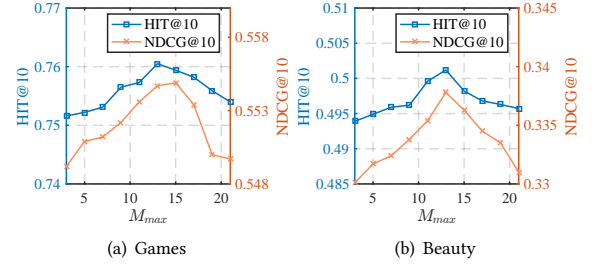 0.77
0.76
0.75
0.74
HIT@10
HIT@10
NDCG@10
0.558
0.553
0.548
NDCG@10
5 10 15 20
M_max
(a) Games
0.51
0.5
0.495
0.49
0.485
HIT@10
HIT@10
NDCG@10
0.345
0.339
0.335
0.33
NDCG@10
5 10 15 20
M_max
(b) Beauty